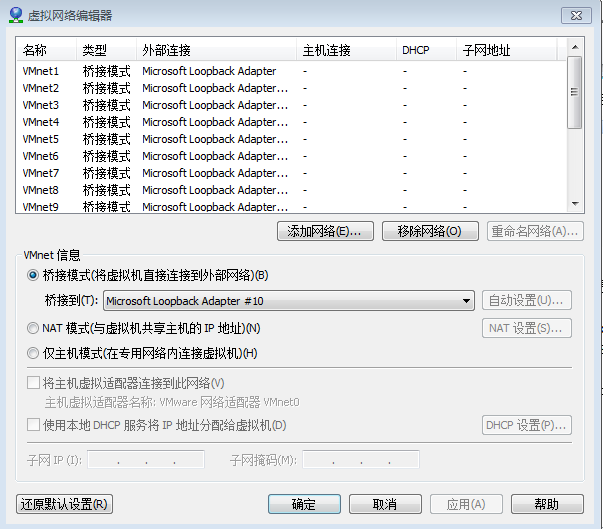 虚拟网络编辑器
名称 类型 外部连接 主机连接 DHCP 子网地址
VMnet1 桥接模式 Microsoft Loopback Adapter - - -
VMnet2 桥接模式 Microsoft Loopback Adapter... - - -
VMnet3 桥接模式 Microsoft Loopback Adapter... - - -
VMnet4 桥接模式 Microsoft Loopback Adapter... - - -
VMnet5 桥接模式 Microsoft Loopback Adapter... - - -
VMnet6 桥接模式 Microsoft Loopback Adapter... - - -
VMnet7 桥接模式 Microsoft Loopback Adapter... - - -
VMnet8 桥接模式 Microsoft Loopback Adapter... - - -
VMnet9 桥接模式 Microsoft Loopback Adapter... - - -
添加网络(E)... 移除网络(O) 重命名网络(A)...
VMnet 信息
桥接模式(将虚拟机直接连接到外部网络)(B)
桥接到(T): Microsoft Loopback Adapter #10 自动设置(U)...
NAT 模式(与虚拟机共享主机的 IP 地址)(N) NAT 设置(S)...
仅主机模式(在专用网络内连接虚拟机)(H)
将主机虚拟适配器连接到此网络(V)
主机虚拟适配器名称: VMware 网络适配器 VMnet0
使用本地 DHCP 服务将 IP 地址分配给虚拟机(D) DHCP 设置(P)...
子网 IP (I): . . . 子网掩码(M): . . .
还原默认设置(R) 确定 取消 应用(A) 帮助